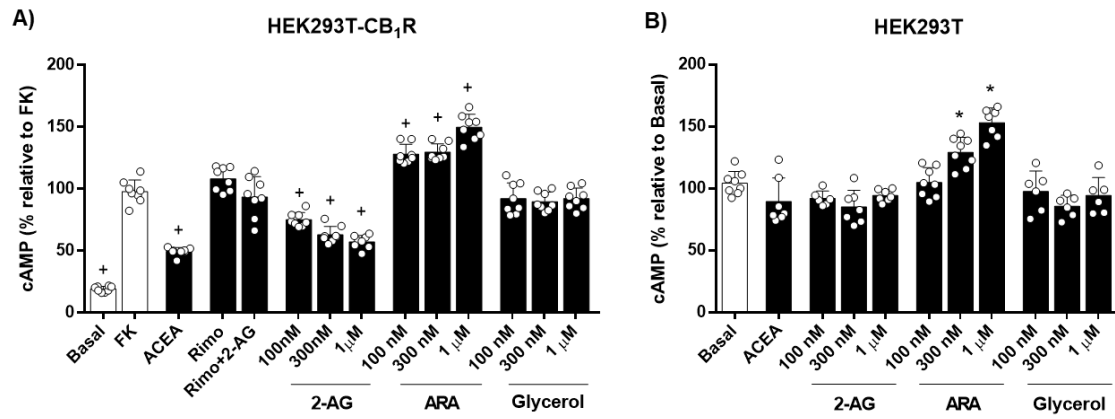 A)
HEK293T-CB₁R
cAMP (% relative to FK)
200
150
100
50
0
+
+
+
+
+
+
+
+
Basal
FK
ACEA
Rimo
Rimo+2-AG
100nM
300nM
1 µM
100 nM
300 nM
1 µM
100 nM
300 nM
1 µM
2-AG
ARA
Glycerol
B)
HEK293T
cAMP (% relative to Basal)
200
150
100
50
0
*
*
Basal
ACEA
100 nM
300 nM
1 µM
100 nM
300 nM
1 µM
100 nM
300 nM
1 µM
2-AG
ARA
Glycerol